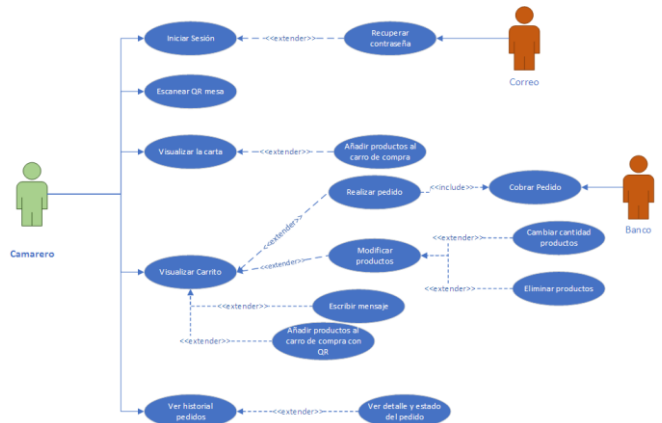 Iniciar Sesión
<<extender>>
Recuperar
contraseña
Correo
Escanear QR mesa
Visualizar la carta
<<extender>>
Añadir productos al
carro de compra
Realizar pedido
<<include>>
Cobrar Pedido
Banco
Camarero
<<extender>>
Visualizar Carrito
<<extender>>
Modificar
productos
<<extender>>
Cambiar cantidad
productos
<<extender>>
Eliminar productos
<<extender>>
Escribir mensaje
<<extender>>
Añadir productos al
carro de compra con
QR
Ver historial
pedidos
<<extender>>
Ver detalle y estado
del pedido